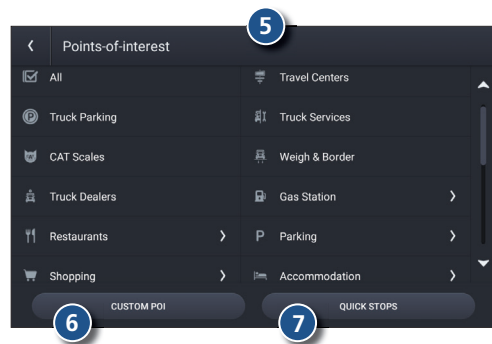 5
Points-of-interest
All
Travel Centers
Truck Parking
Truck Services
CAT Scales
Weigh & Border
Truck Dealers
Gas Station
Restaurants
P Parking
Shopping
Accommodation
CUSTOM POI
QUICK STOPS
6
7